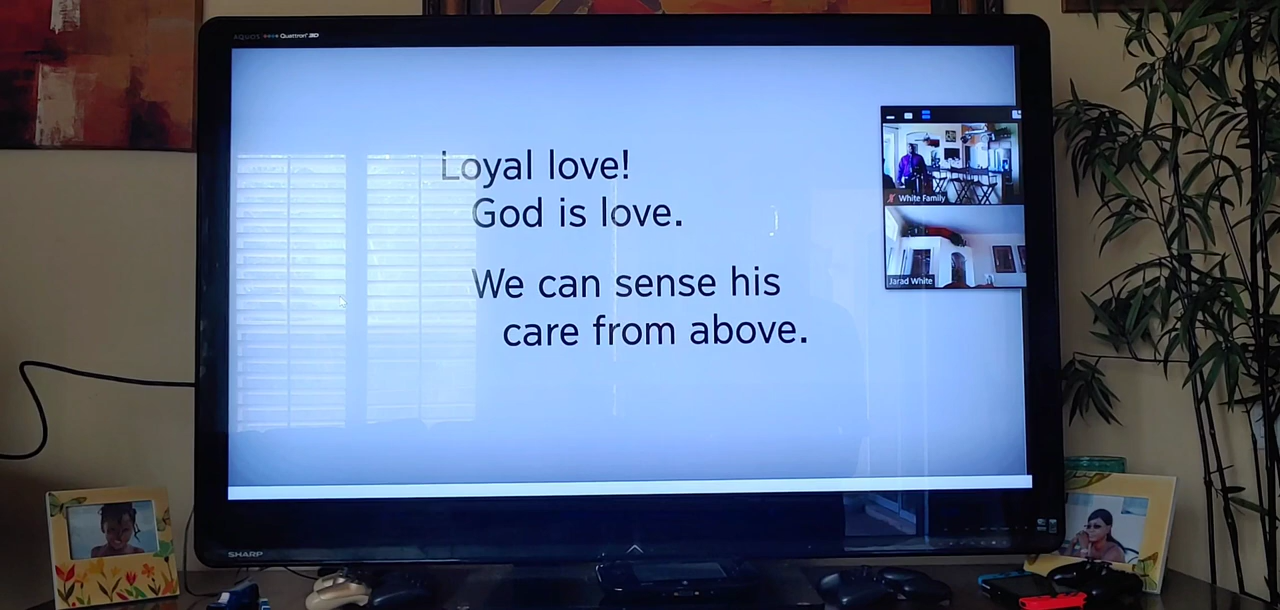 AQUOS Quattron 3D
Loyal love!
God is love.
We can sense his
care from above.
White Family
Jarad White
SHARP